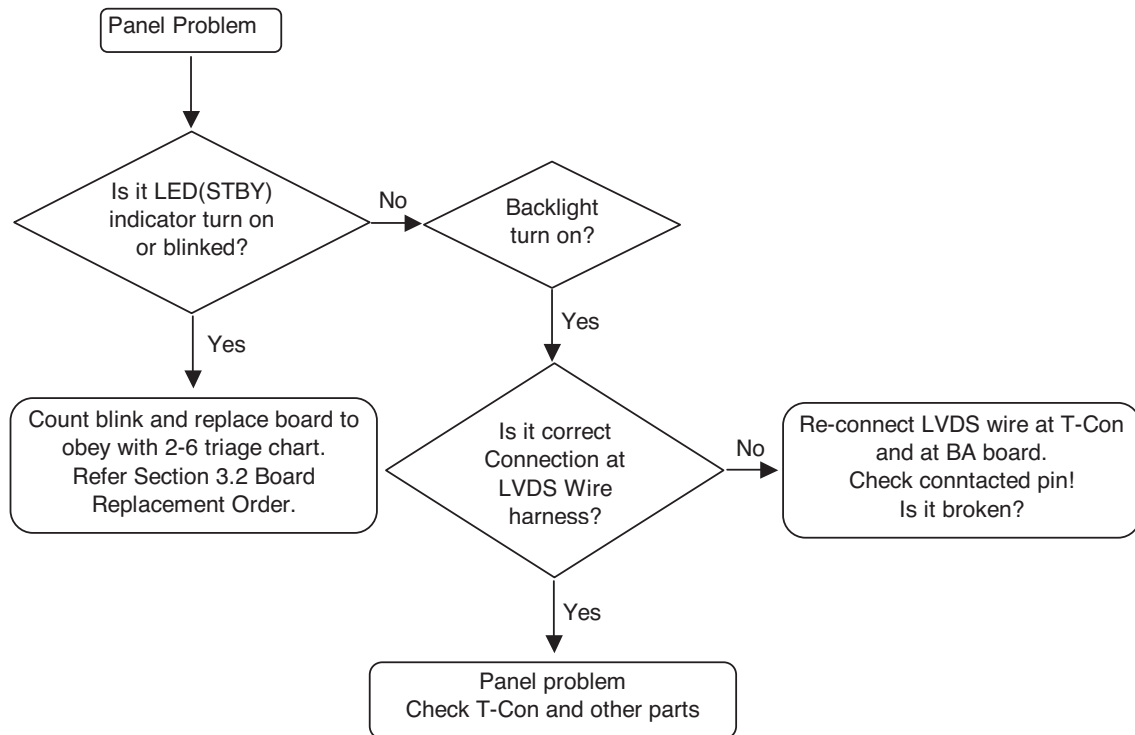 Panel Problem
Is it LED(STBY)
indicator turn on
or blinked?
No
Backlight
turn on?
Yes
Yes
Count blink and replace board to
obey with 2-6 triage chart.
Refer Section 3.2 Board
Replacement Order.
Is it correct
Connection at
LVDS Wire
harness?
No
Re-connect LVDS wire at T-Con
and at BA board.
Check conntacted pin!
Is it broken?
Yes
Panel problem
Check T-Con and other parts